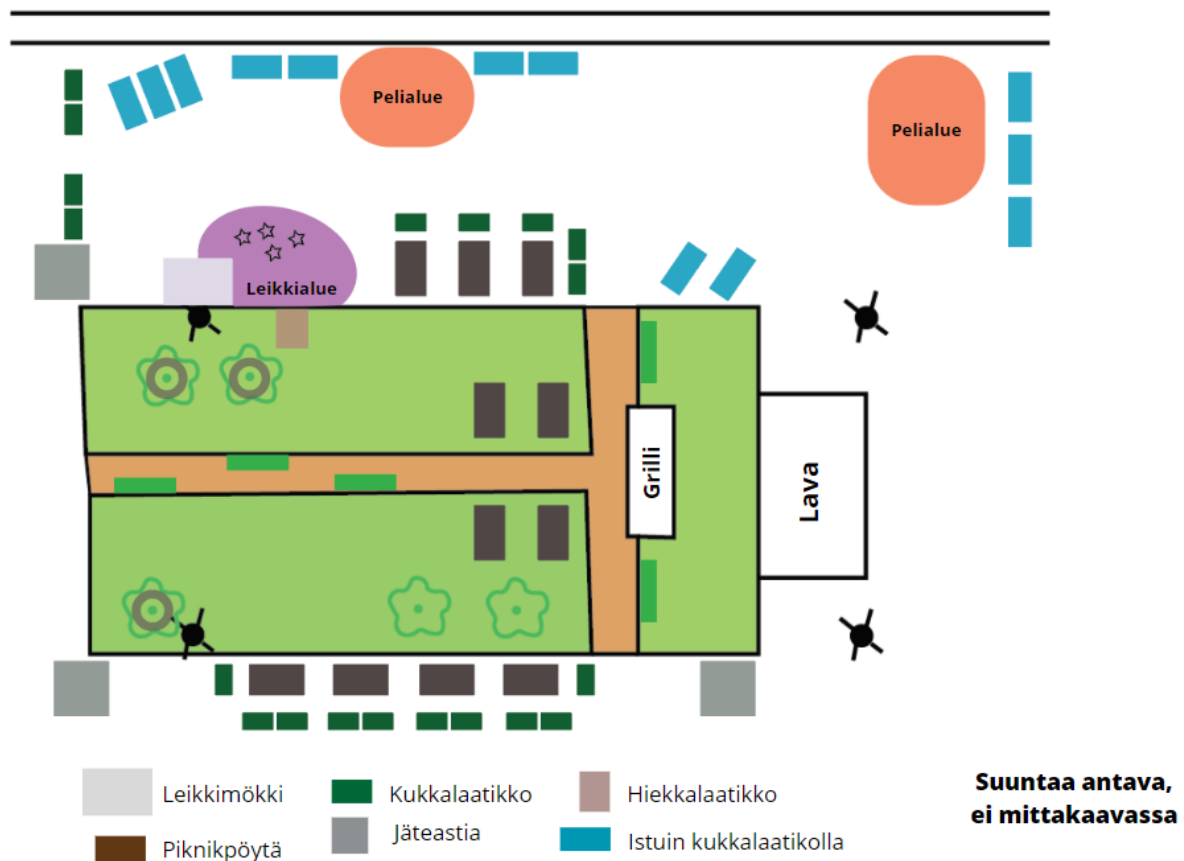 Pelialue
Pelialue
Leikkialue
Grilli
Lava
Leikkimökki
Kukkalaatikko
Hiekkalaatikko
Piknikpöytä
Jäteastia
Istuin kukkalaatikolla
Suuntaa antava,
ei mittakaavassa